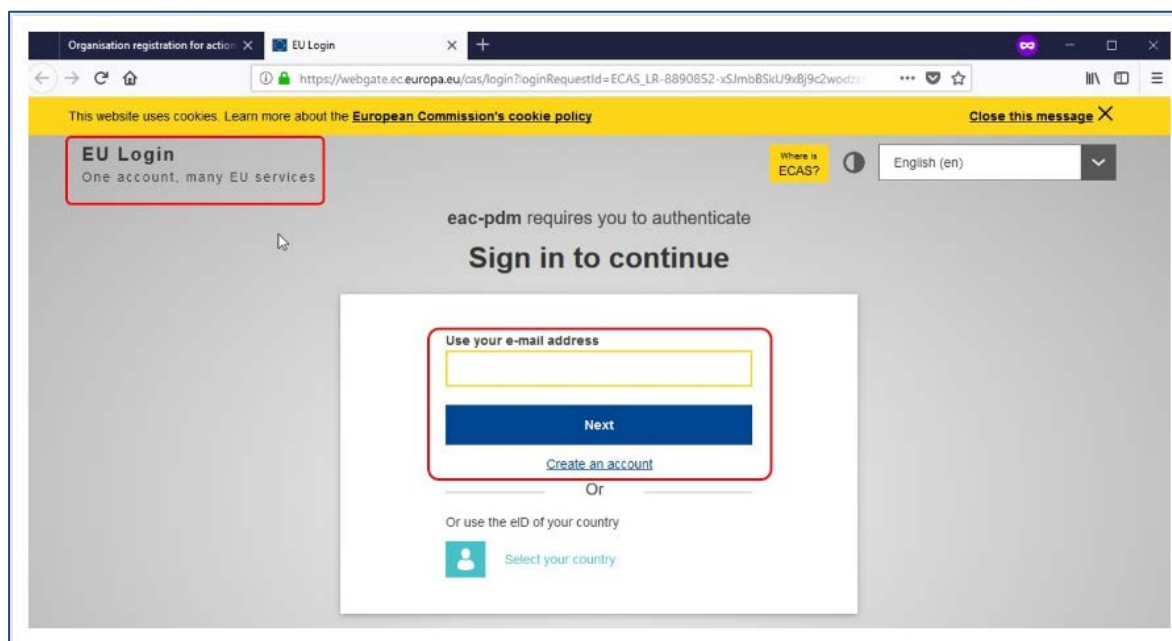 Organisation registration for action
EU Login
https://webgate.ec.europa.eu/cas/login?loginRequestId=ECAS_LR-8890852-
This website uses cookies. Learn more about the European Commission's cookie policy
Close this message
EU Login
One account, many EU services
Where is
ECAS?
English (en)
eac-pdm requires you to authenticate
Sign in to continue
Use your e-mail address
Next
Create an account
Or
Or use the eID of your country
Select your country